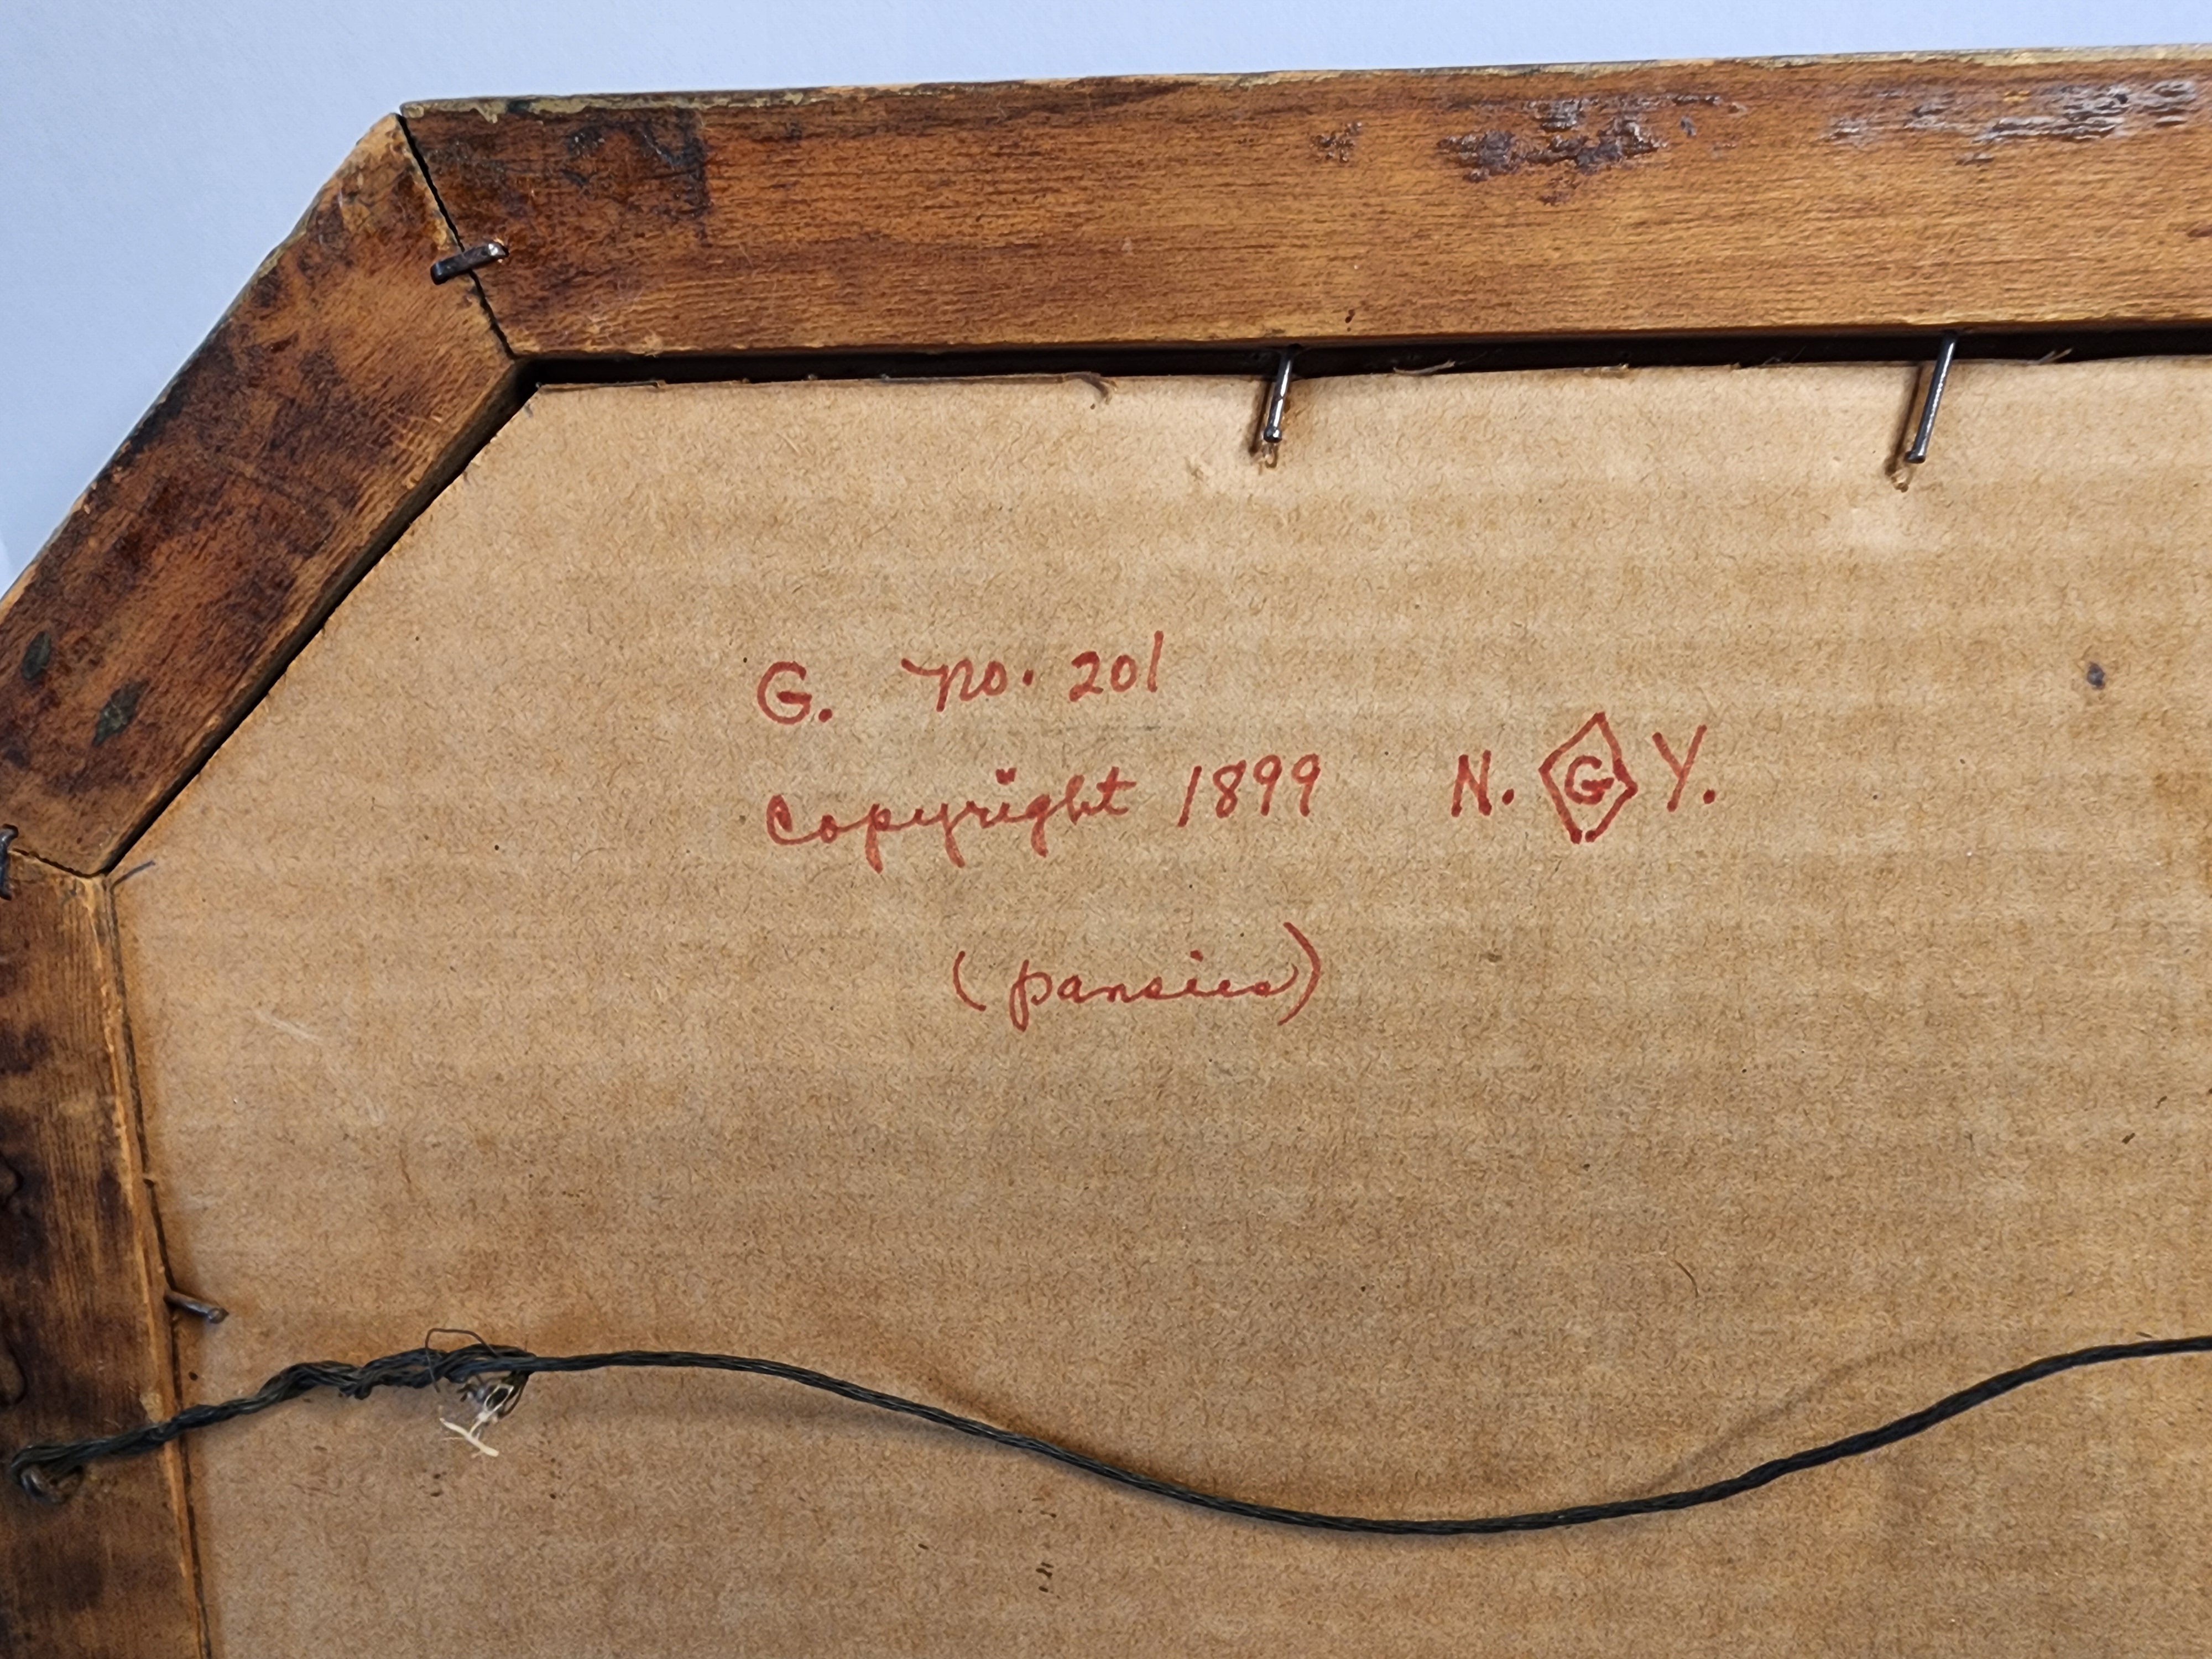 G. No. 201
Copyright 1899 N. G Y.
(pansies)